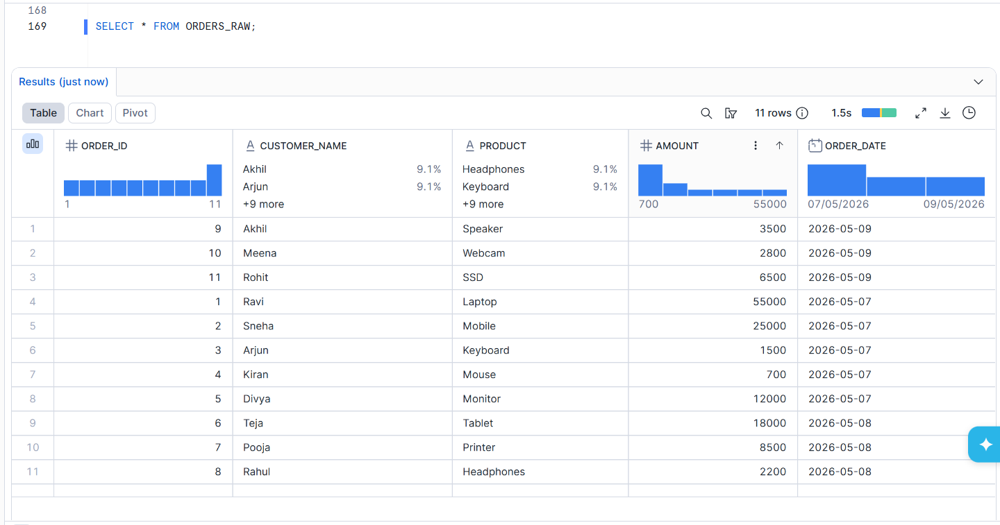 168
169 SELECT * FROM ORDERS_RAW;
Results (just now)
Table Chart Pivot 11 rows 1.5s
ORDER_ID CUSTOMER_NAME PRODUCT AMOUNT ORDER_DATE
Akhil 9.1% Headphones 9.1%
Arjun 9.1% Keyboard 9.1%
1 11 +9 more +9 more 700 55000 07/05/2026 09/05/2026
1 9 Akhil Speaker 3500 2026-05-09
2 10 Meena Webcam 2800 2026-05-09
3 11 Rohit SSD 6500 2026-05-09
4 1 Ravi Laptop 55000 2026-05-07
5 2 Sneha Mobile 25000 2026-05-07
6 3 Arjun Keyboard 1500 2026-05-07
7 4 Kiran Mouse 700 2026-05-07
8 5 Divya Monitor 12000 2026-05-07
9 6 Teja Tablet 18000 2026-05-08
10 7 Pooja Printer 8500 2026-05-08
11 8 Rahul Headphones 2200 2026-05-08